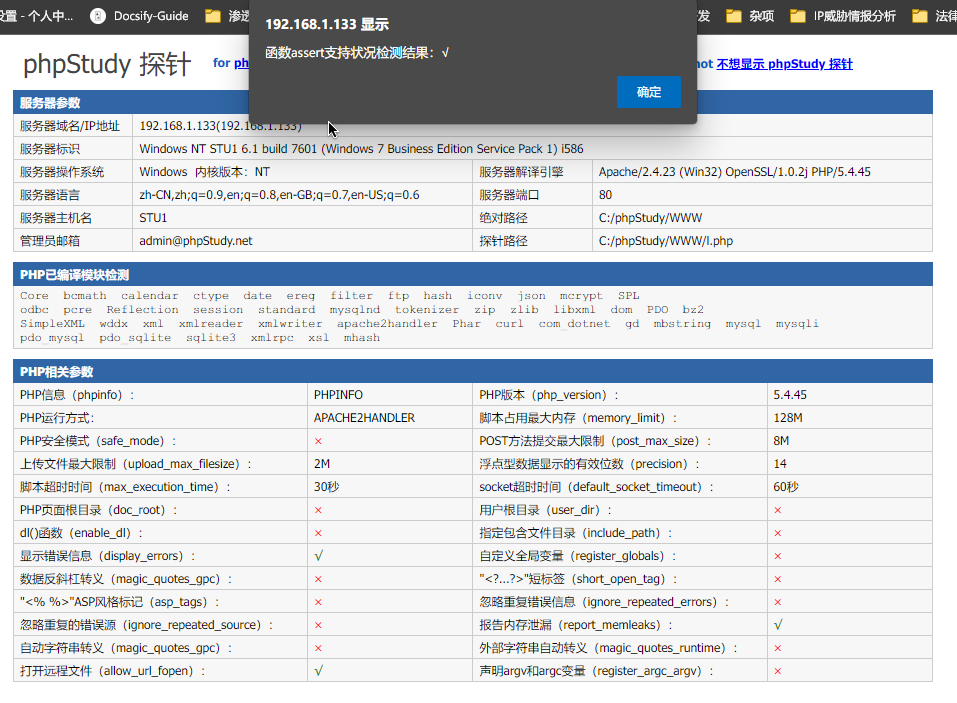 设置 - 个人中... Docsify-Guide 渗透 发 杂项 IP威胁情报分析 法律
192.168.1.133 显示
函数assert支持状况检测结果：√
确定
phpStudy 探针 for ph not 不想显示 phpStudy 探针
服务器参数
服务器域名/IP地址 192.168.1.133(192.168.1.133)
服务器标识 Windows NT STU1 6.1 build 7601 (Windows 7 Business Edition Service Pack 1) i586
服务器操作系统 Windows 内核版本：NT 服务器解译引擎 Apache/2.4.23 (Win32) OpenSSL/1.0.2j PHP/5.4.45
服务器语言 zh-CN,zh;q=0.9,en;q=0.8,en-GB;q=0.7,en-US;q=0.6 服务器端口 80
服务器主机名 STU1 绝对路径 C:/phpStudy/WWW
管理员邮箱 admin@phpStudy.net 探针路径 C:/phpStudy/WWW/l.php
PHP已编译模块检测
Core bcmath calendar ctype date ereg filter ftp hash iconv json mcrypt SPL
odbc pcre Reflection session standard mysqlnd tokenizer zip zlib libxml dom PDO bz2
SimpleXML wddx xml xmlreader xmlwriter apache2handler Phar curl com_dotnet gd mbstring mysql mysqli
pdo_mysql pdo_sqlite sqlite3 xmlrpc xsl mhash
PHP相关参数
PHP信息（phpinfo）： PHPINFO PHP版本（php_version）： 5.4.45
PHP运行方式： APACHE2HANDLER 脚本占用最大内存（memory_limit）： 128M
PHP安全模式（safe_mode）： × POST方法提交最大限制（post_max_size）： 8M
上传文件最大限制（upload_max_filesize）： 2M 浮点型数据显示的有效位数（precision）： 14
脚本超时时间（max_execution_time）： 30秒 socket超时时间（default_socket_timeout）： 60秒
PHP页面根目录（doc_root）： × 用户根目录（user_dir）： ×
dl()函数（enable_dl）： × 指定包含文件目录（include_path）： ×
显示错误信息（display_errors）： √ 自定义全局变量（register_globals）： ×
数据反斜杠转义（magic_quotes_gpc）： × "<?...?>"短标签（short_open_tag）： ×
"<% %>"ASP风格标记（asp_tags）： × 忽略重复错误信息（ignore_repeated_errors）： ×
忽略重复的错误源（ignore_repeated_source）： × 报告内存泄漏（report_memleaks）： √
自动字符串转义（magic_quotes_gpc）： × 外部字符串自动转义（magic_quotes_runtime）： ×
打开远程文件（allow_url_fopen）： √ 声明argv和argc变量（register_argc_argv）： ×